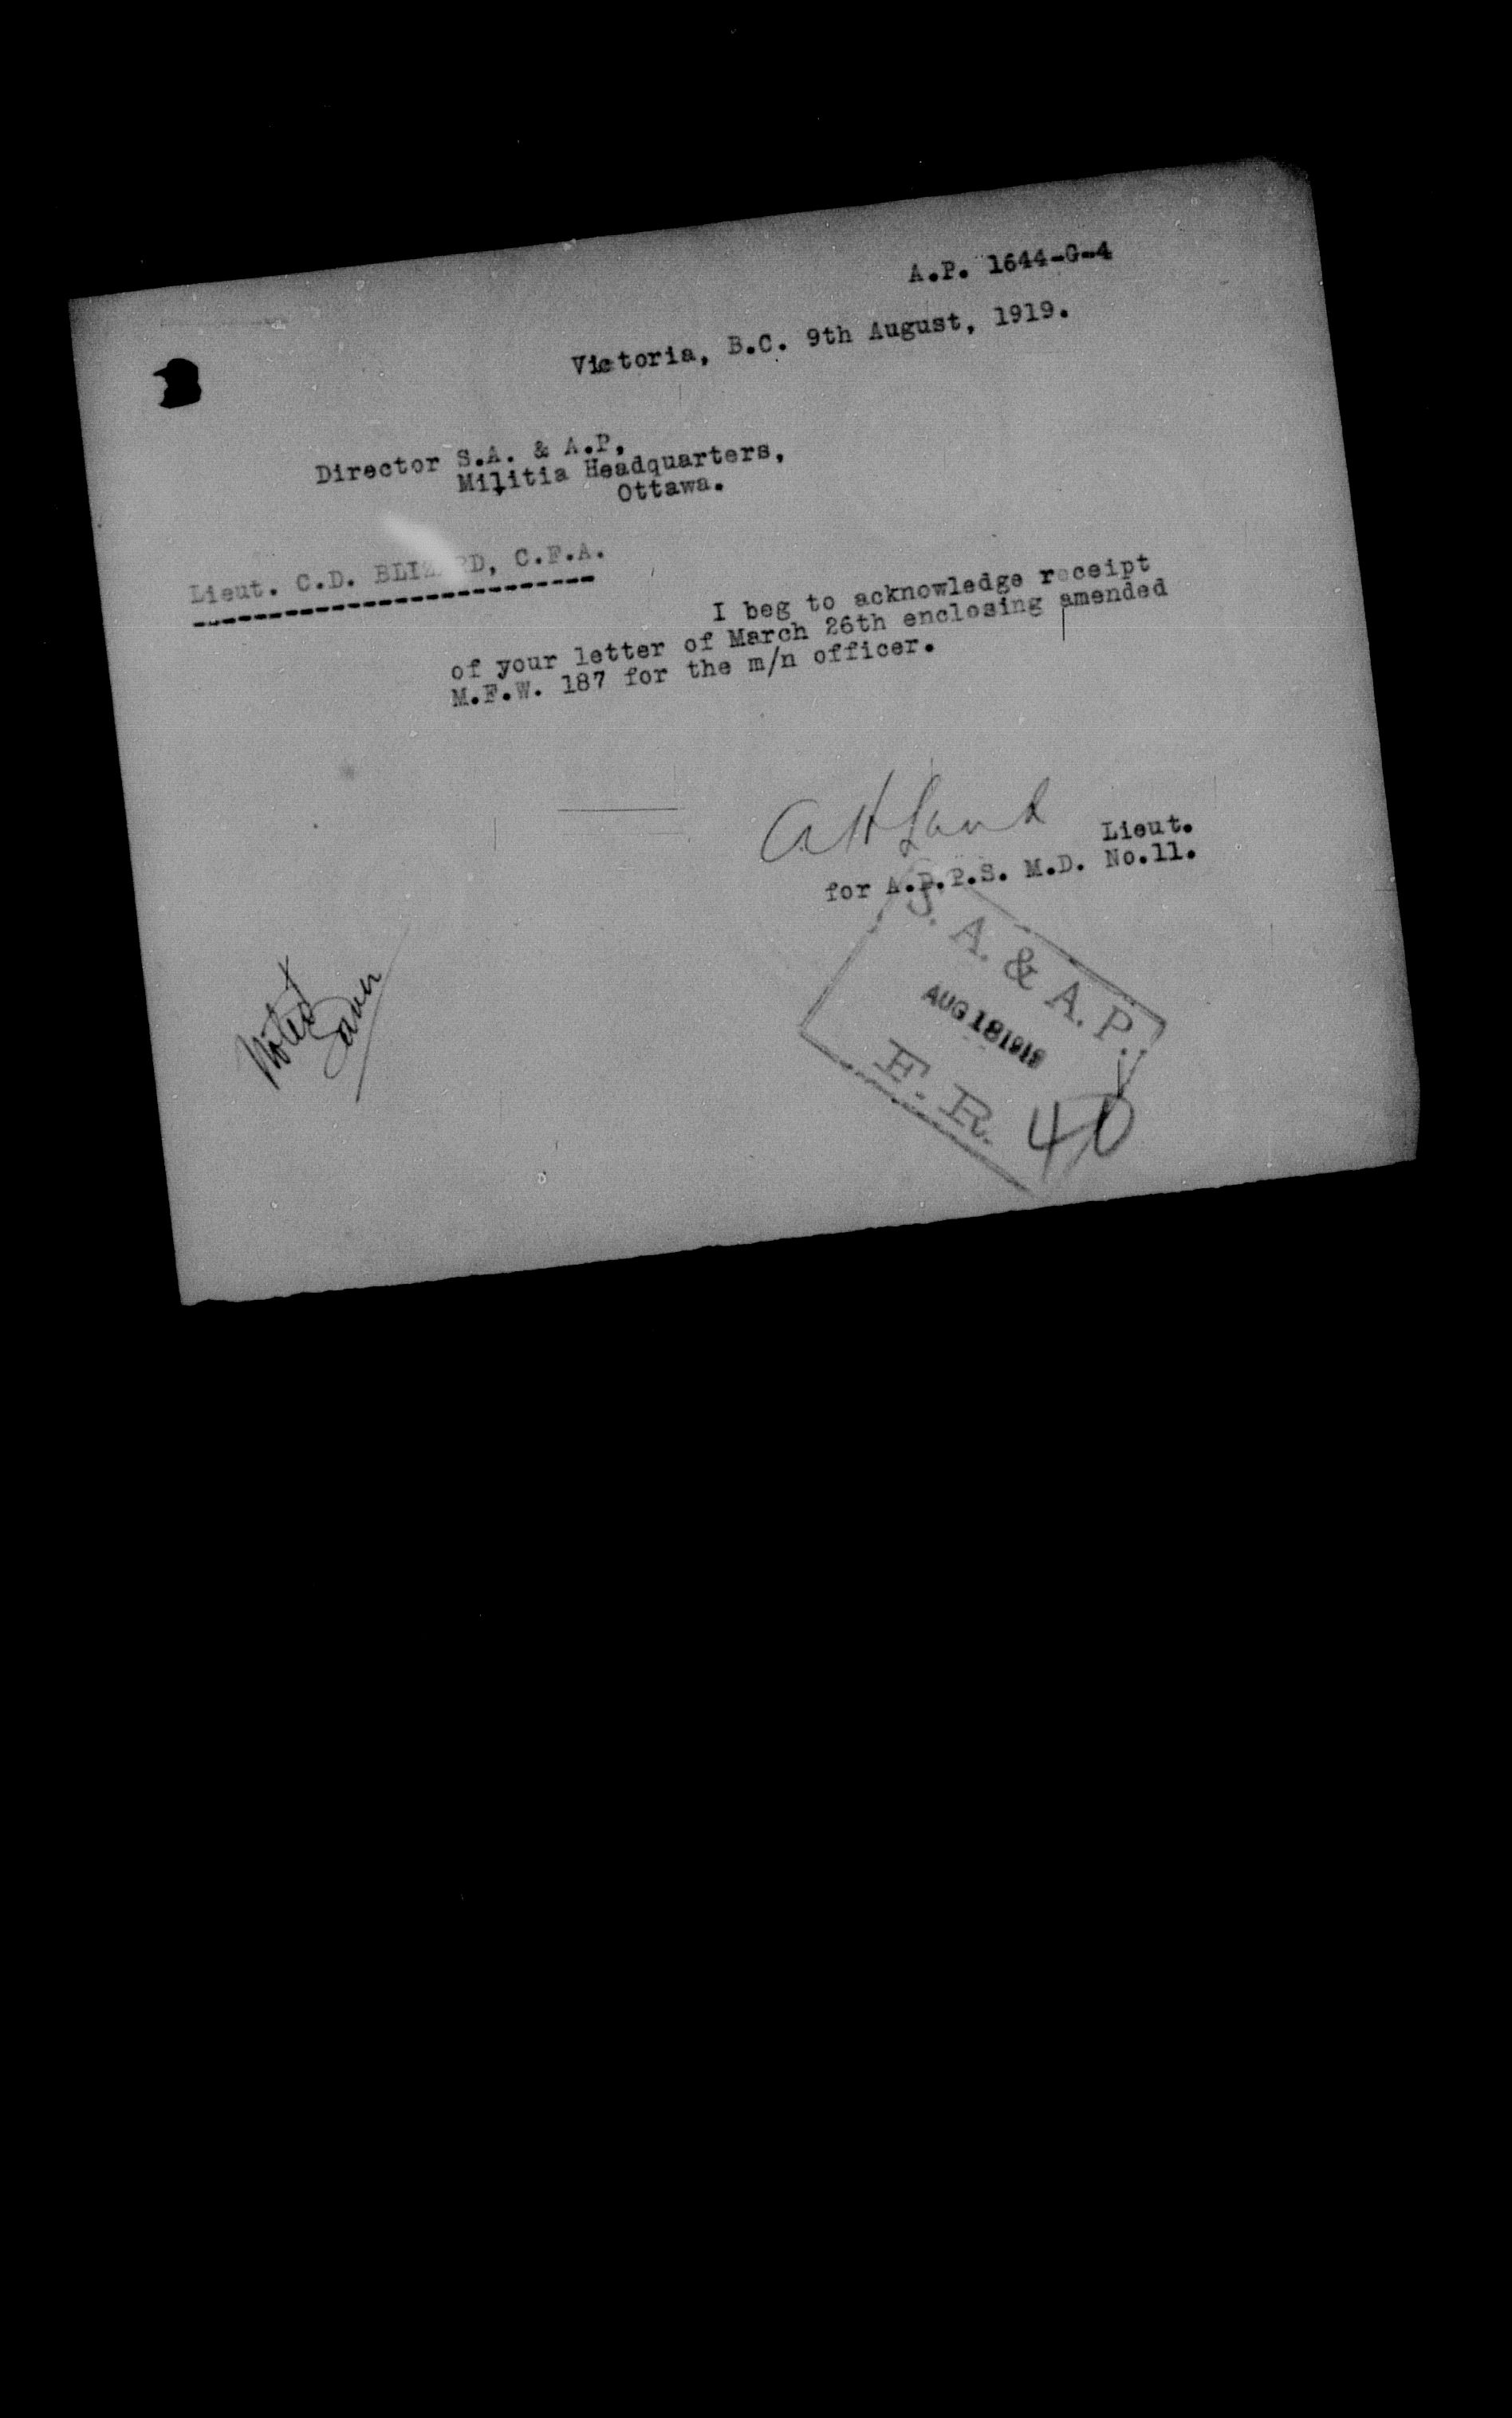 A.P. 1644-G-4
Victoria, B.C. 9th August, 1919.
Director S.A. & A.P,
Militia Headquarters,
Ottawa.
Lieut. C.D. BLIZ RD, C.F.A.
I beg to acknowledge receipt
of your letter of March 26th enclosing amended
M.F.W. 187 for the m/n officer.
Lieut.
for A.D.P.S. M.D. No.11.
S. A. & A. P.
AUG 18 1919
F. R. 40
Noted